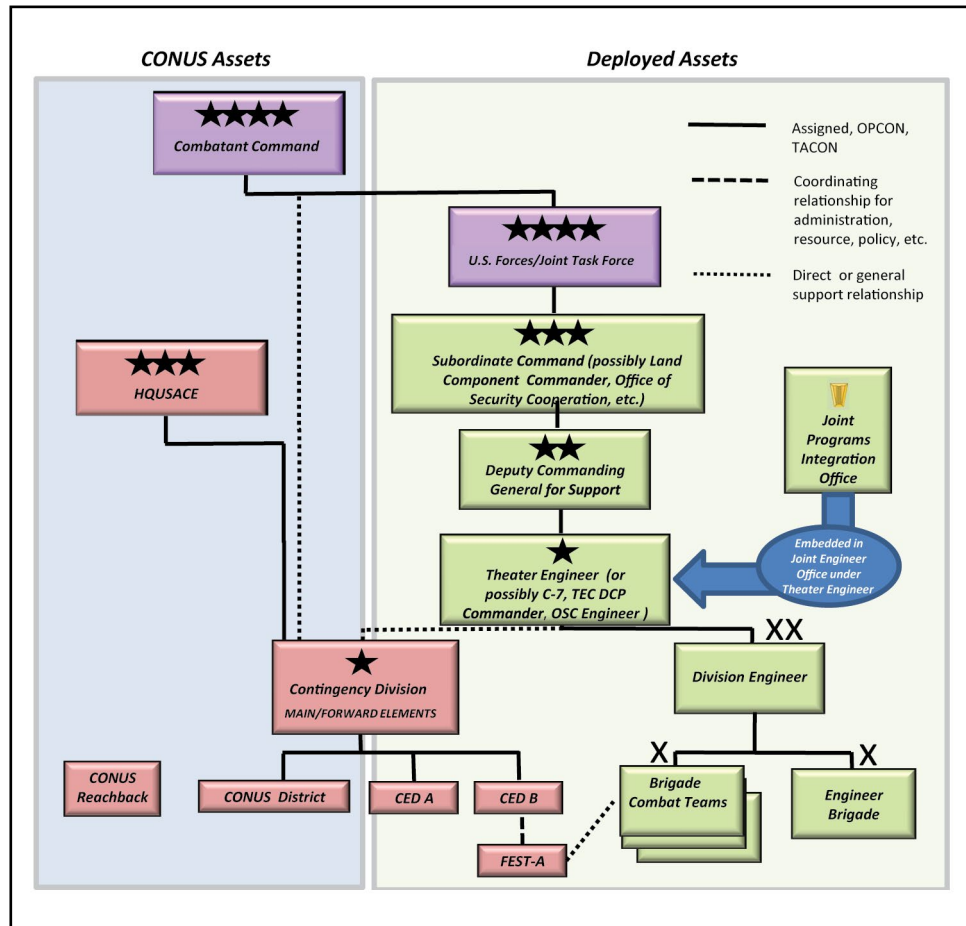 CONUS Assets
Deployed Assets
Combatant Command
Assigned, OPCON,
TACON
Coordinating
relationship for
administration,
resource, policy, etc.
Direct or general
support relationship
U.S. Forces/Joint Task Force
HQUSACE
Subordinate Command (possibly Land
Component Commander, Office of
Security Cooperation, etc.)
Joint
Programs
Integration
Office
Deputy Commanding
General for Support
Embedded in
Joint Engineer
Office under
Theater Engineer
Theater Engineer (or
possibly C-7, TEC DCP
Commander, OSC Engineer )
XX
Contingency Division
MAIN/FORWARD ELEMENTS
Division Engineer
X
X
CONUS
Reachback
CONUS District
CED A
CED B
Brigade
Combat Teams
Engineer
Brigade
FEST-A